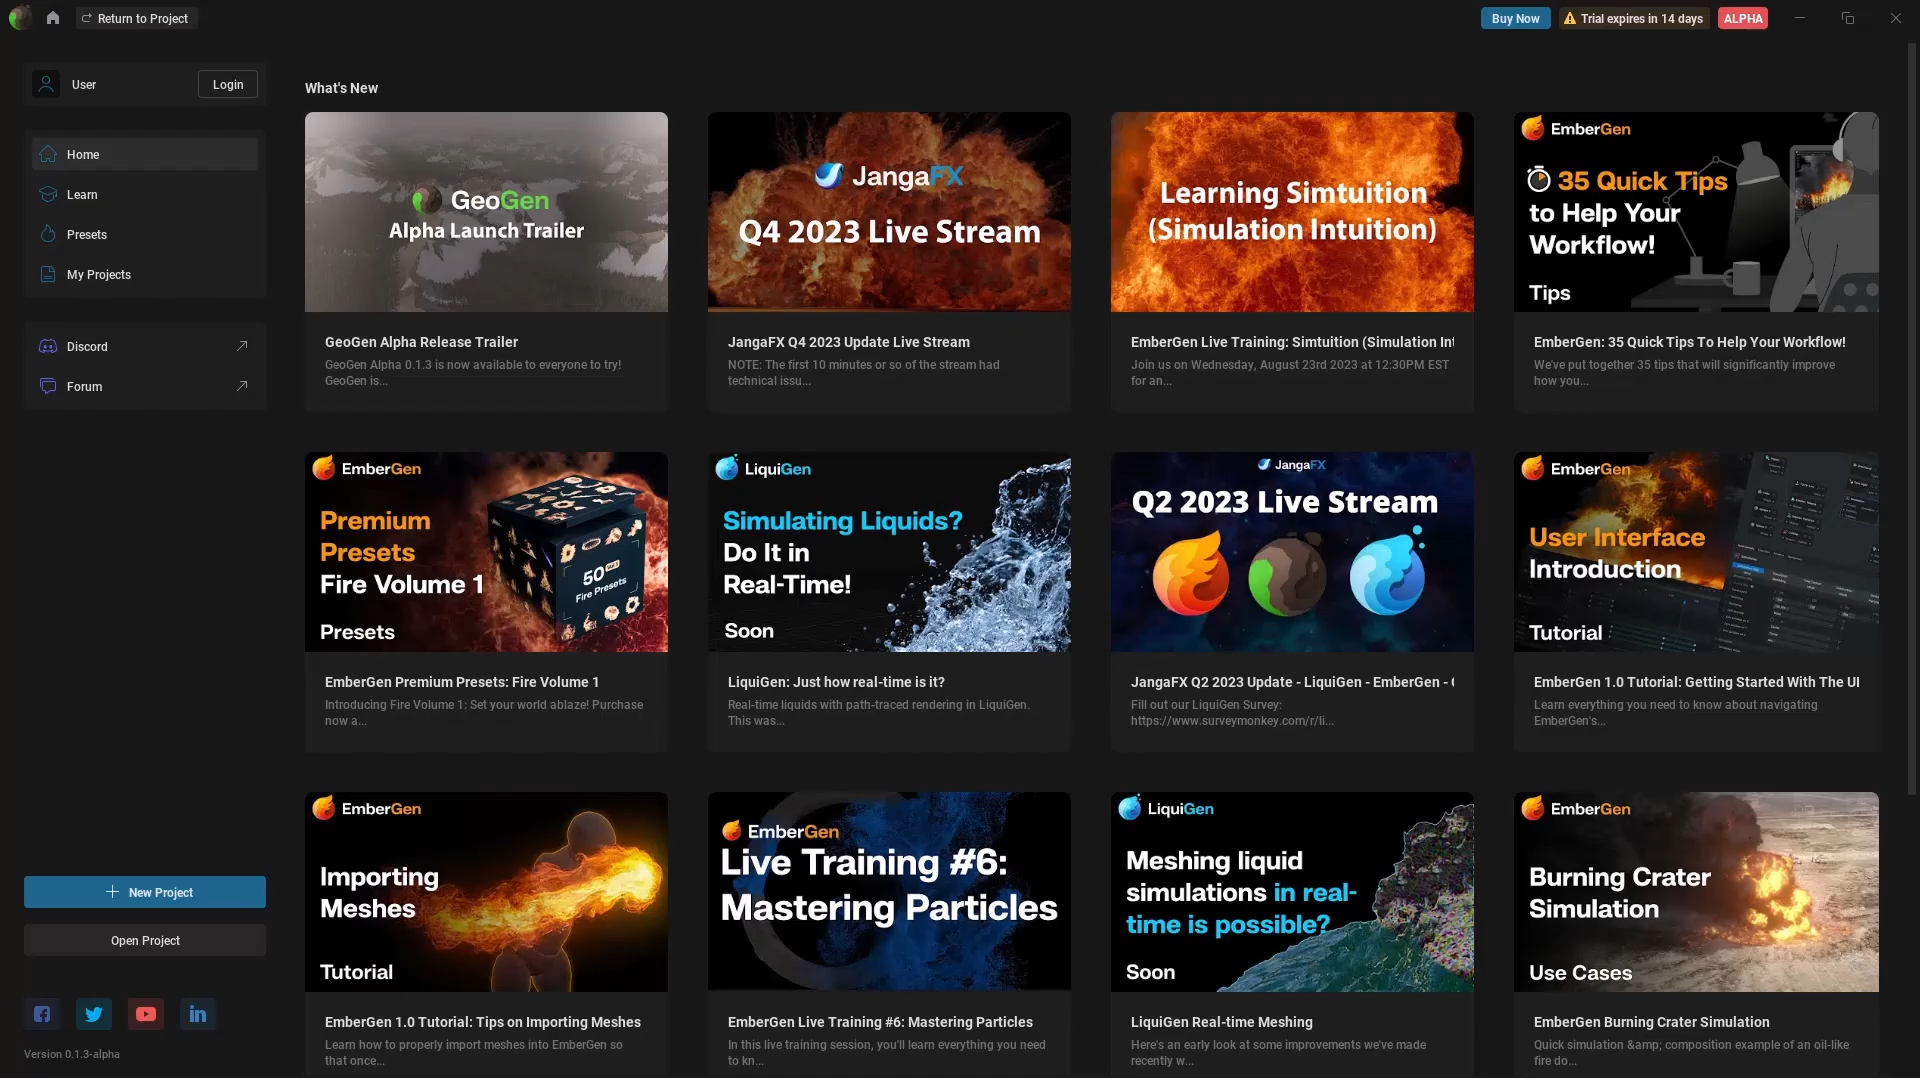 Return to Project
Buy Now
Trial expires in 14 days
ALPHA
User
Login
Home
Learn
Presets
My Projects
Discord
Forum
New Project
Open Project
Version 0.1.3-alpha
What's New
GeoGen
Alpha Launch Trailer
GeoGen Alpha Release Trailer
GeoGen Alpha 0.1.3 is now available to everyone to try!
GeoGen is...
JangaFX
Q4 2023 Live Stream
JangaFX Q4 2023 Update Live Stream
NOTE: The first 10 minutes or so of the stream had
technical issu...
Learning Simtuition
(Simulation Intuition)
EmberGen Live Training: Simtuition (Simulation Int
Join us on Wednesday, August 23rd 2023 at 12:30PM EST
for an...
EmberGen
35 Quick Tips
to Help Your
Workflow!
Tips
EmberGen: 35 Quick Tips To Help Your Workflow!
We've put together 35 tips that will significantly improve
how you...
EmberGen
Premium
Presets
Fire Volume 1
Presets
50
Fire Presets
EmberGen Premium Presets: Fire Volume 1
Introducing Fire Volume 1: Set your world ablaze! Purchase
now a...
LiquiGen
Simulating Liquids?
Do It in
Real-Time!
Soon
LiquiGen: Just how real-time is it?
Real-time liquids with path-traced rendering in LiquiGen.
This was...
JangaFX
Q2 2023 Live Stream
JangaFX Q2 2023 Update - LiquiGen - EmberGen -
Fill out our LiquiGen Survey:
https://www.surveymonkey.com/r/li...
EmberGen
User Interface
Introduction
Tutorial
EmberGen 1.0 Tutorial: Getting Started With The UI
Learn everything you need to know about navigating
EmberGen's...
EmberGen
Importing
Meshes
Tutorial
EmberGen 1.0 Tutorial: Tips on Importing Meshes
Learn how to properly import meshes into EmberGen so
that once...
EmberGen
Live Training #6:
Mastering Particles
EmberGen Live Training #6: Mastering Particles
In this live training session, you'll learn everything you need
to kn...
LiquiGen
Meshing liquid
simulations in real-
time is possible?
Soon
LiquiGen Real-time Meshing
Here's an early look at some improvements we've made
recently w...
EmberGen
Burning Crater
Simulation
Use Cases
EmberGen Burning Crater Simulation
Quick simulation &amp; composition example of an oil-like
fire do...